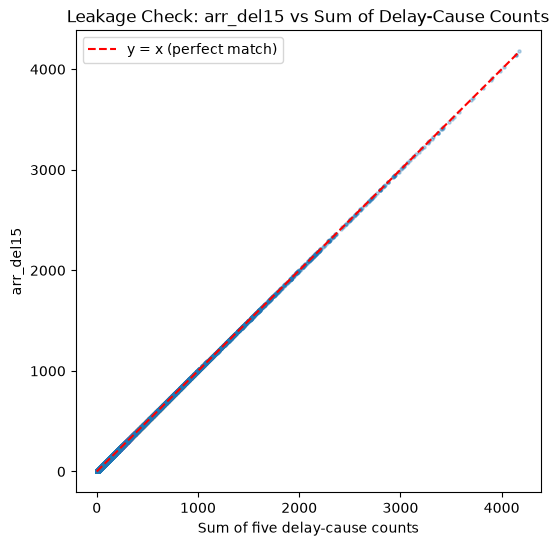 Leakage Check: arr_del15 vs Sum of Delay-Cause Counts
y = x (perfect match)
4000
3000
2000
1000
0
arr_del15
0 1000 2000 3000 4000
Sum of five delay-cause counts